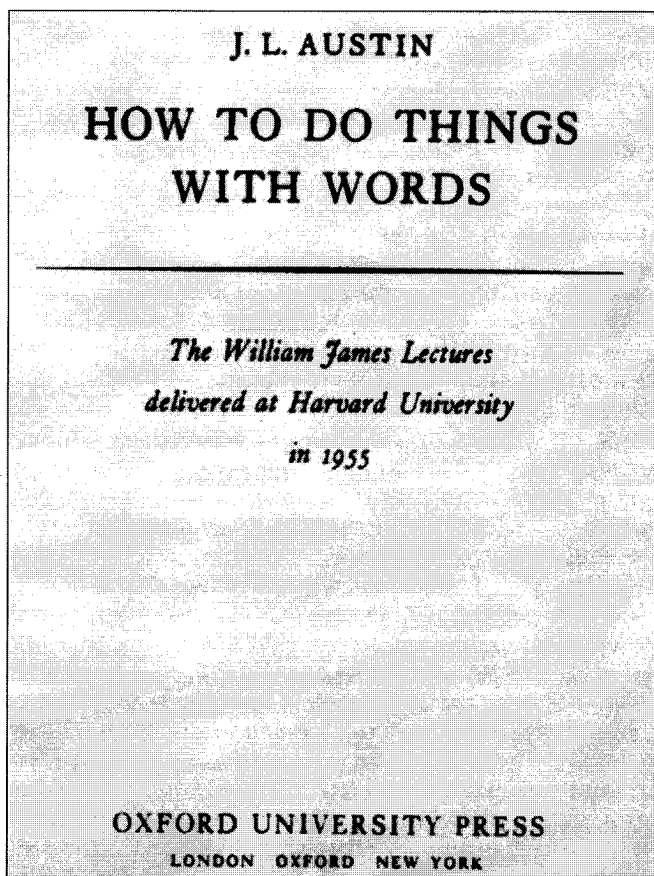 J. L. AUSTIN
HOW TO DO THINGS
WITH WORDS
The William James Lectures
delivered at Harvard University
in 1955
OXFORD UNIVERSITY PRESS
LONDON OXFORD NEW YORK